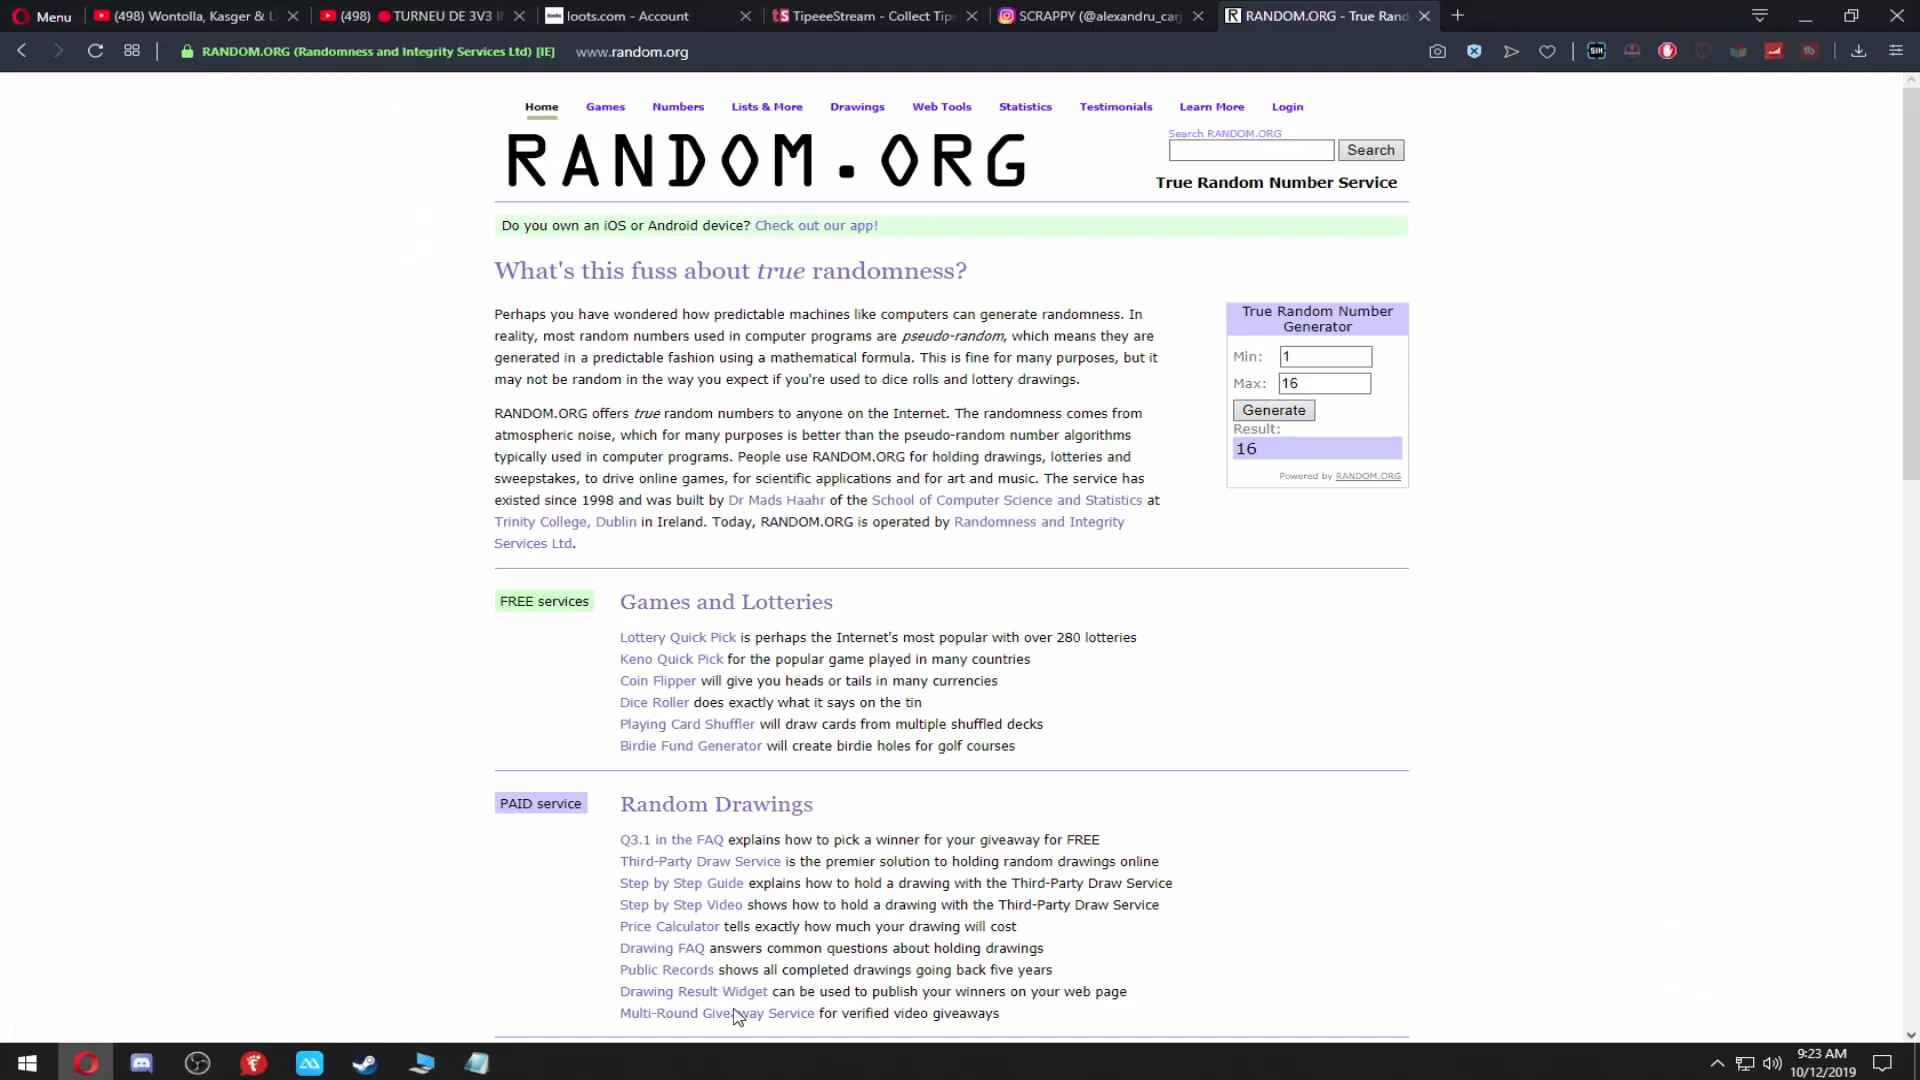 Menu
(498) Wontolla, Kasger & L
(498) 🔴TURNEU DE 3V3 Î
loots.com - Account
TipeeeStream - Collect Tip
SCRAPPY (@alexandru_car
RANDOM.ORG - True Rand
RANDOM.ORG (Randomness and Integrity Services Ltd) [IE]
www.random.org
Home Games Numbers Lists & More Drawings Web Tools Statistics Testimonials Learn More Login
RANDOM.ORG
Search RANDOM.ORG
Search
True Random Number Service
Do you own an iOS or Android device? Check out our app!
What's this fuss about true randomness?
Perhaps you have wondered how predictable machines like computers can generate randomness. In
reality, most random numbers used in computer programs are pseudo-random, which means they are
generated in a predictable fashion using a mathematical formula. This is fine for many purposes, but it
may not be random in the way you expect if you're used to dice rolls and lottery drawings.
RANDOM.ORG offers true random numbers to anyone on the Internet. The randomness comes from
atmospheric noise, which for many purposes is better than the pseudo-random number algorithms
typically used in computer programs. People use RANDOM.ORG for holding drawings, lotteries and
sweepstakes, to drive online games, for scientific applications and for art and music. The service has
existed since 1998 and was built by Dr Mads Haahr of the School of Computer Science and Statistics at
Trinity College, Dublin in Ireland. Today, RANDOM.ORG is operated by Randomness and Integrity
Services Ltd.
True Random Number
Generator
Min: 1
Max: 16
Generate
Result:
16
Powered by RANDOM.ORG
FREE services
Games and Lotteries
Lottery Quick Pick is perhaps the Internet's most popular with over 280 lotteries
Keno Quick Pick for the popular game played in many countries
Coin Flipper will give you heads or tails in many currencies
Dice Roller does exactly what it says on the tin
Playing Card Shuffler will draw cards from multiple shuffled decks
Birdie Fund Generator will create birdie holes for golf courses
PAID service
Random Drawings
Q3.1 in the FAQ explains how to pick a winner for your giveaway for FREE
Third-Party Draw Service is the premier solution to holding random drawings online
Step by Step Guide explains how to hold a drawing with the Third-Party Draw Service
Step by Step Video shows how to hold a drawing with the Third-Party Draw Service
Price Calculator tells exactly how much your drawing will cost
Drawing FAQ answers common questions about holding drawings
Public Records shows all completed drawings going back five years
Drawing Result Widget can be used to publish your winners on your web page
Multi-Round Giveaway Service for verified video giveaways
9:23 AM
10/12/2019